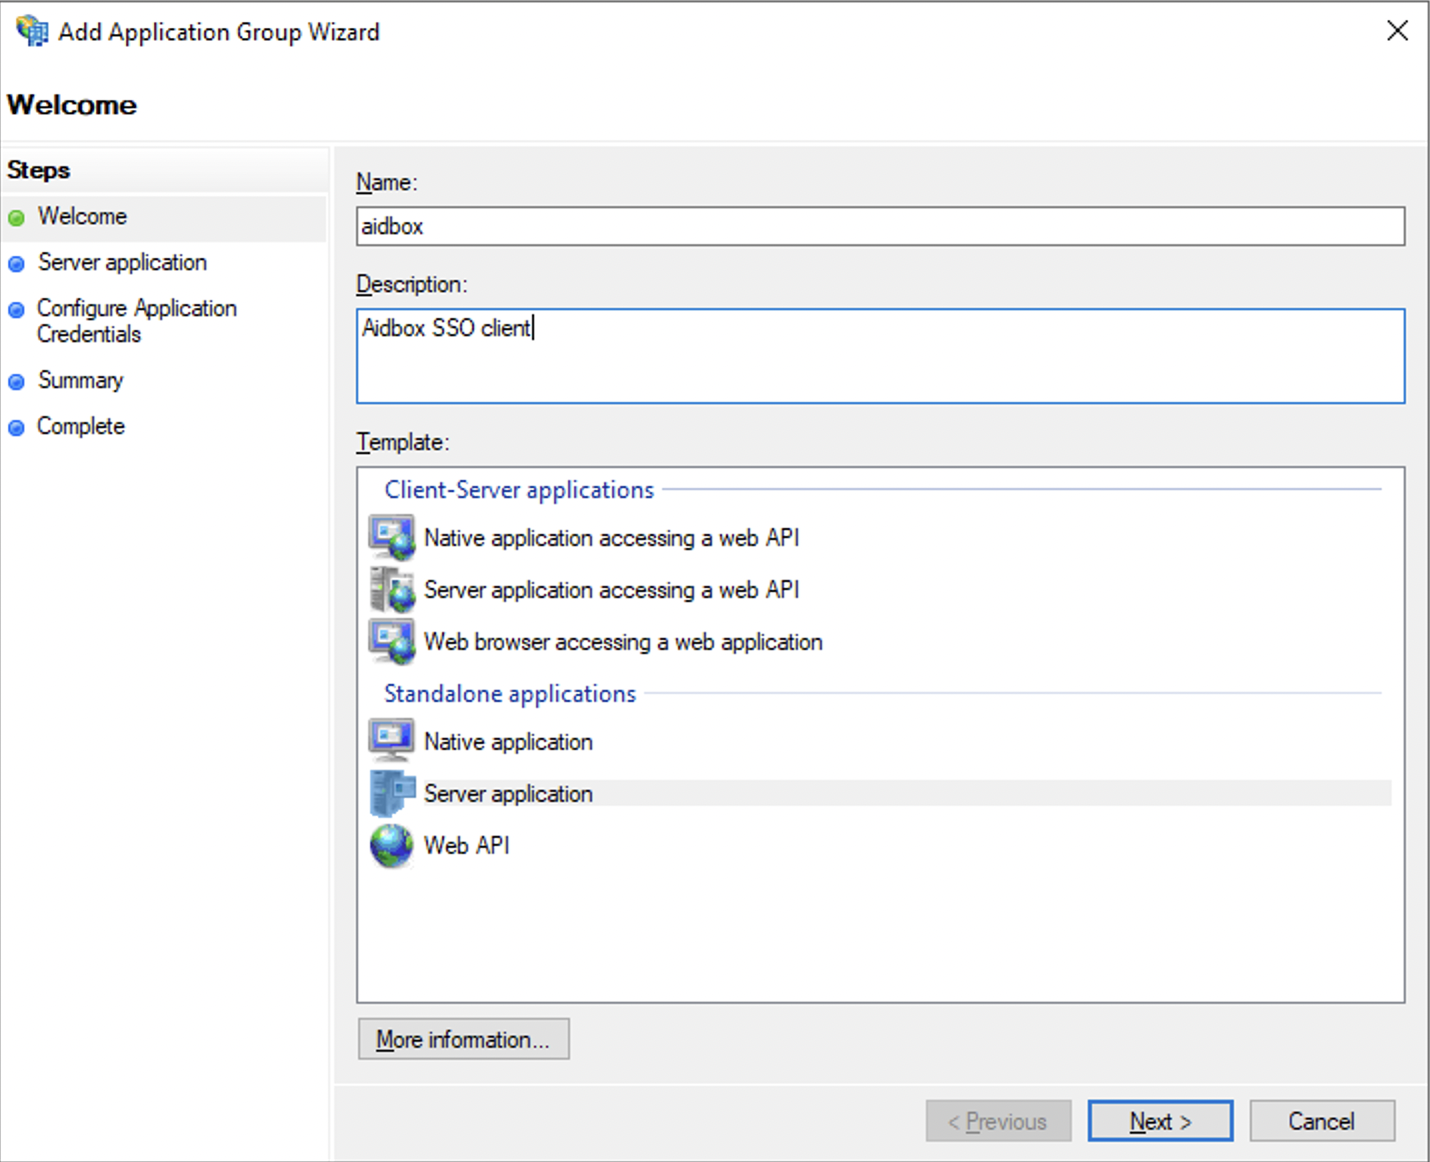 Add Application Group Wizard
Welcome
Steps
Welcome
Server application
Configure Application
Credentials
Summary
Complete
Name:
aidbox
Description:
Aidbox SSO client
Template:
Client-Server applications
Native application accessing a web API
Server application accessing a web API
Web browser accessing a web application
Standalone applications
Native application
Server application
Web API
More information...
< Previous
Next >
Cancel